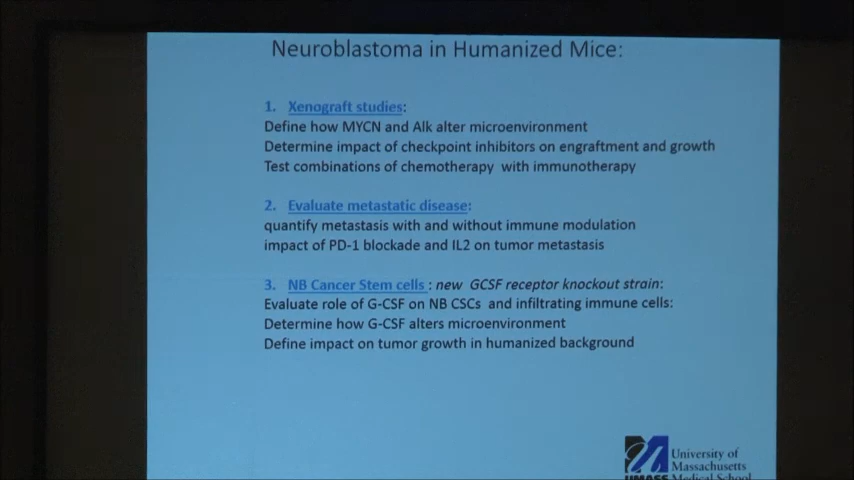 Neuroblastoma in Humanized Mice:
1. Xenograft studies:
Define how MYCN and Alk alter microenvironment
Determine impact of checkpoint inhibitors on engraftment and growth
Test combinations of chemotherapy with immunotherapy
2. Evaluate metastatic disease:
quantify metastasis with and without immune modulation
impact of PD-1 blockade and IL2 on tumor metastasis
3. NB Cancer Stem cells : new GCSF receptor knockout strain:
Evaluate role of G-CSF on NB CSCs and infiltrating immune cells:
Determine how G-CSF alters microenvironment
Define impact on tumor growth in humanized background
University of
Massachusetts
UMASS Medical School